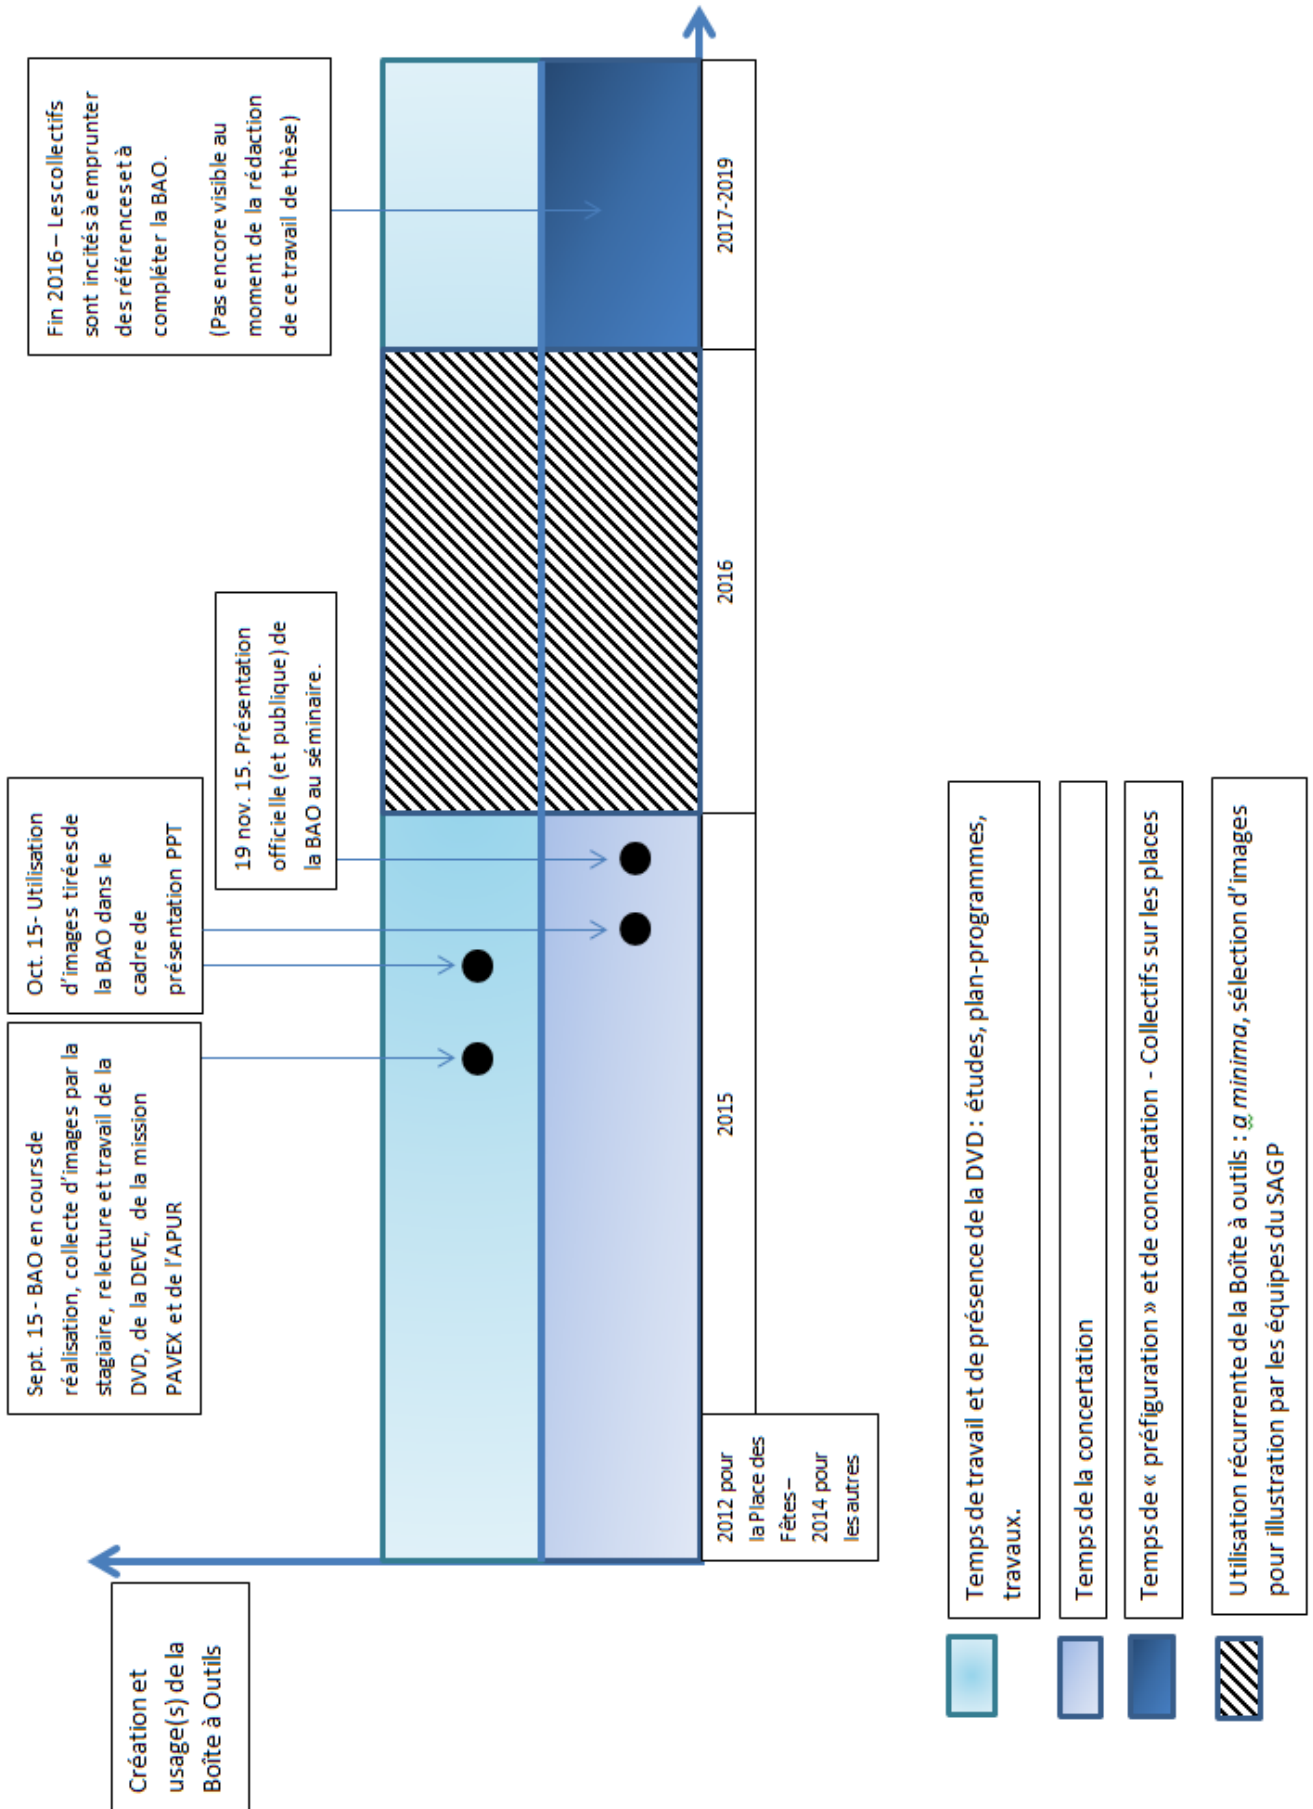 Création et
usage(s) de la
Boîte à Outils
Sept. 15 - BAO en cours de
réalisation, collecte d'images par la
stagiaire, relecture et travail de la
DVD, de la DEVE, de la mission
PAVEX et de l'APUR
Oct. 15- Utilisation
d'images tirées de
la BAO dans le
cadre de
présentation PPT
19 nov. 15. Présentation
officielle (et publique) de
la BAO au séminaire.
Fin 2016 – Les collectifs
sont incités à emprunter
des références et à
compléter la BAO.
(Pas encore visible au
moment de la rédaction
de ce travail de thèse)
2012 pour
la Place des
Fêtes –
2014 pour
les autres
2015
2016
2017-2019
Temps de travail et de présence de la DVD : études, plan-programmes,
travaux.
Temps de la concertation
Temps de « préfiguration » et de concertation - Collectifs sur les places
Utilisation récurrente de la Boîte à outils : a minima, sélection d'images
pour illustration par les équipes du SAGP